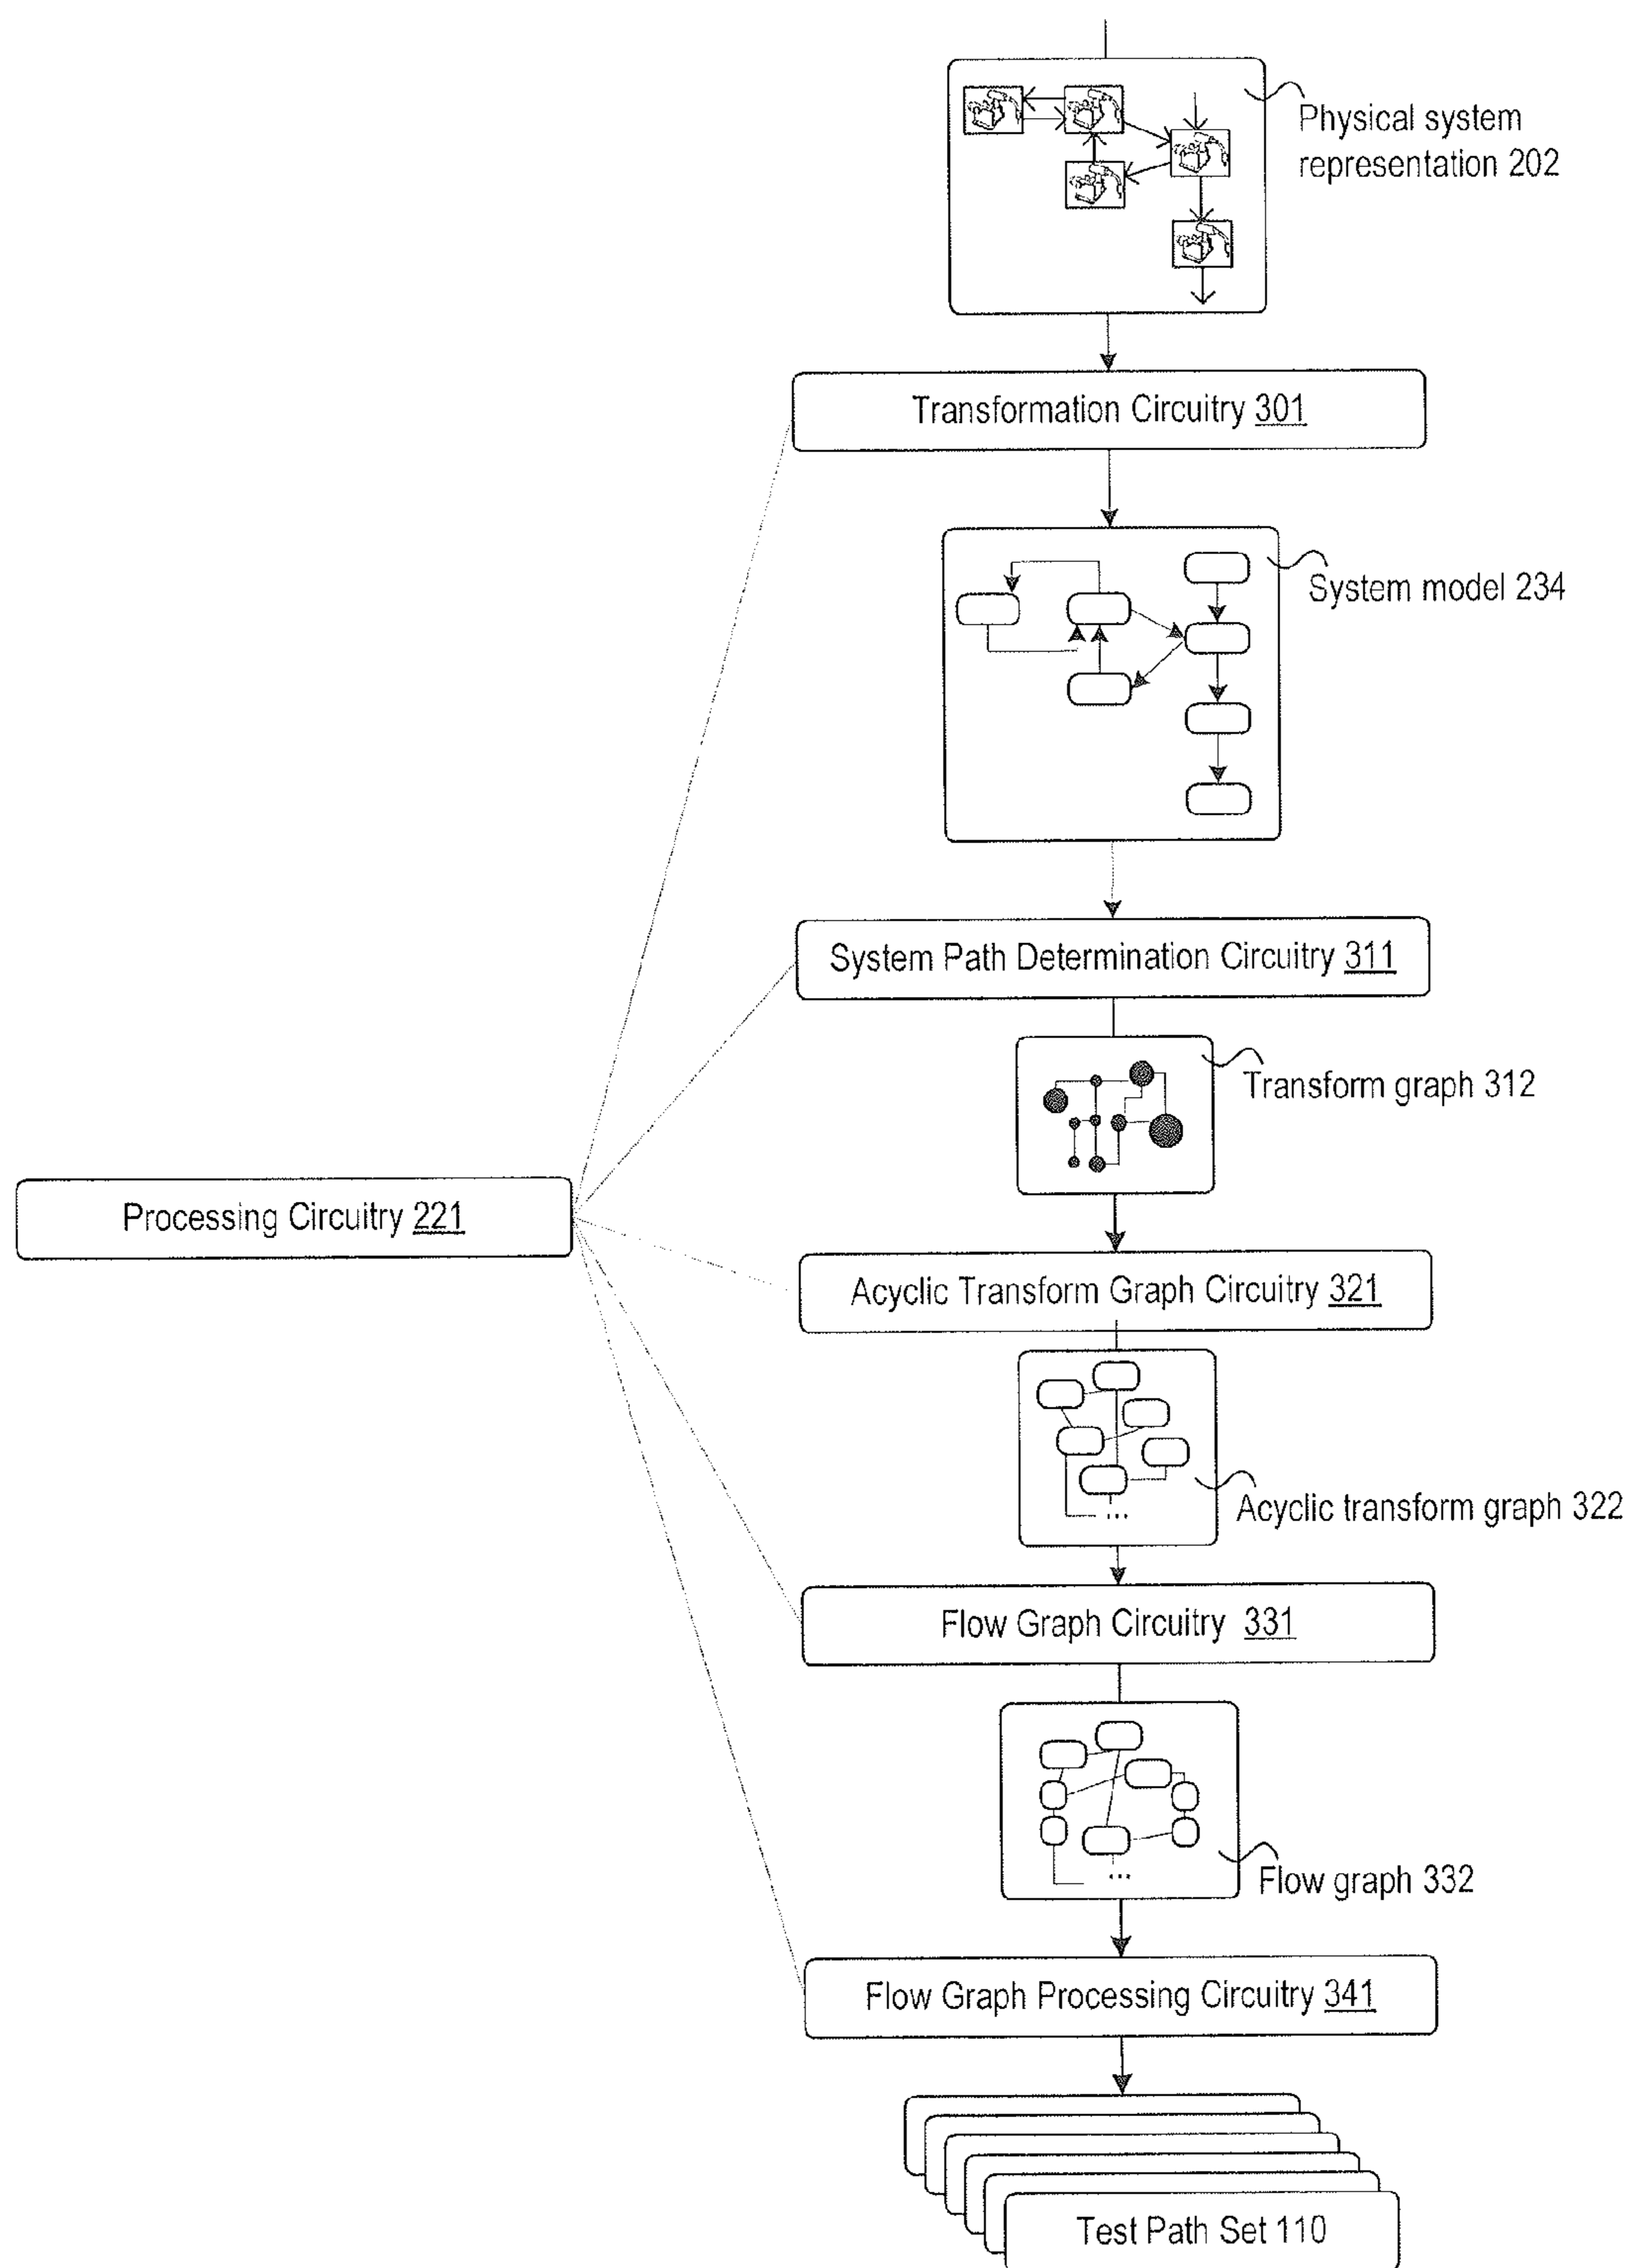 Physical system
representation 202
Transformation Circuitry 301
System model 234
System Path Determination Circuitry 311
Transform graph 312
Processing Circuitry 221
Acyclic Transform Graph Circuitry 321
...
Acyclic transform graph 322
Flow Graph Circuitry 331
...
Flow graph 332
Flow Graph Processing Circuitry 341
Test Path Set 110